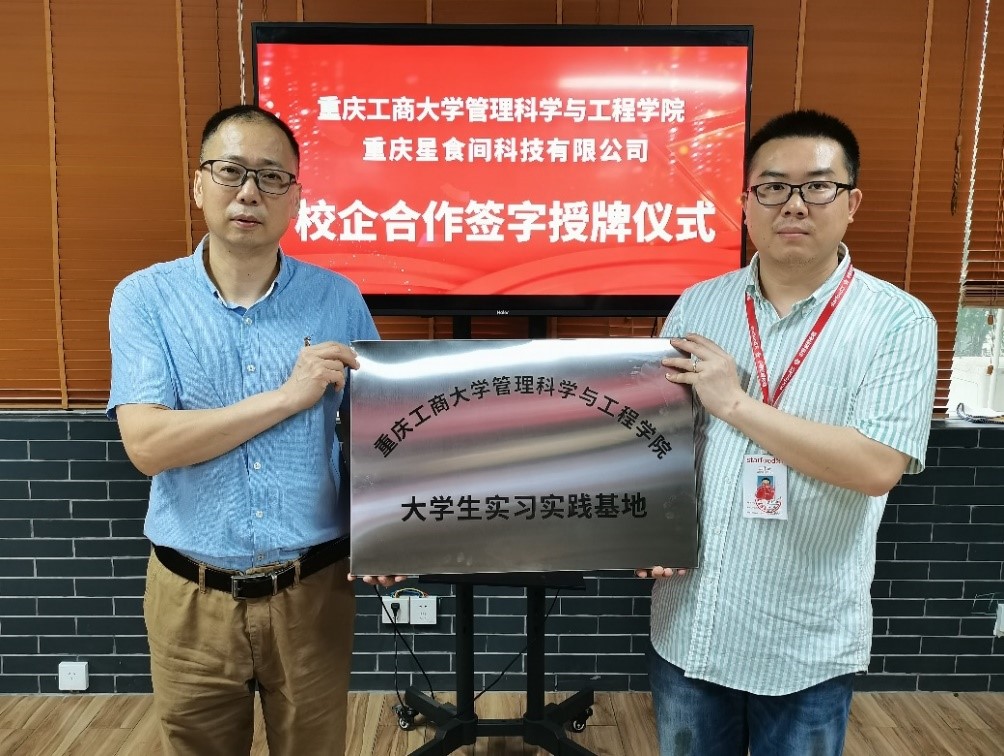 重庆工商大学管理科学与工程学院
重庆星食间科技有限公司
校企合作签字授牌仪式
Haier
重庆工商大学管理科学与工程学院
大学生实习实践基地